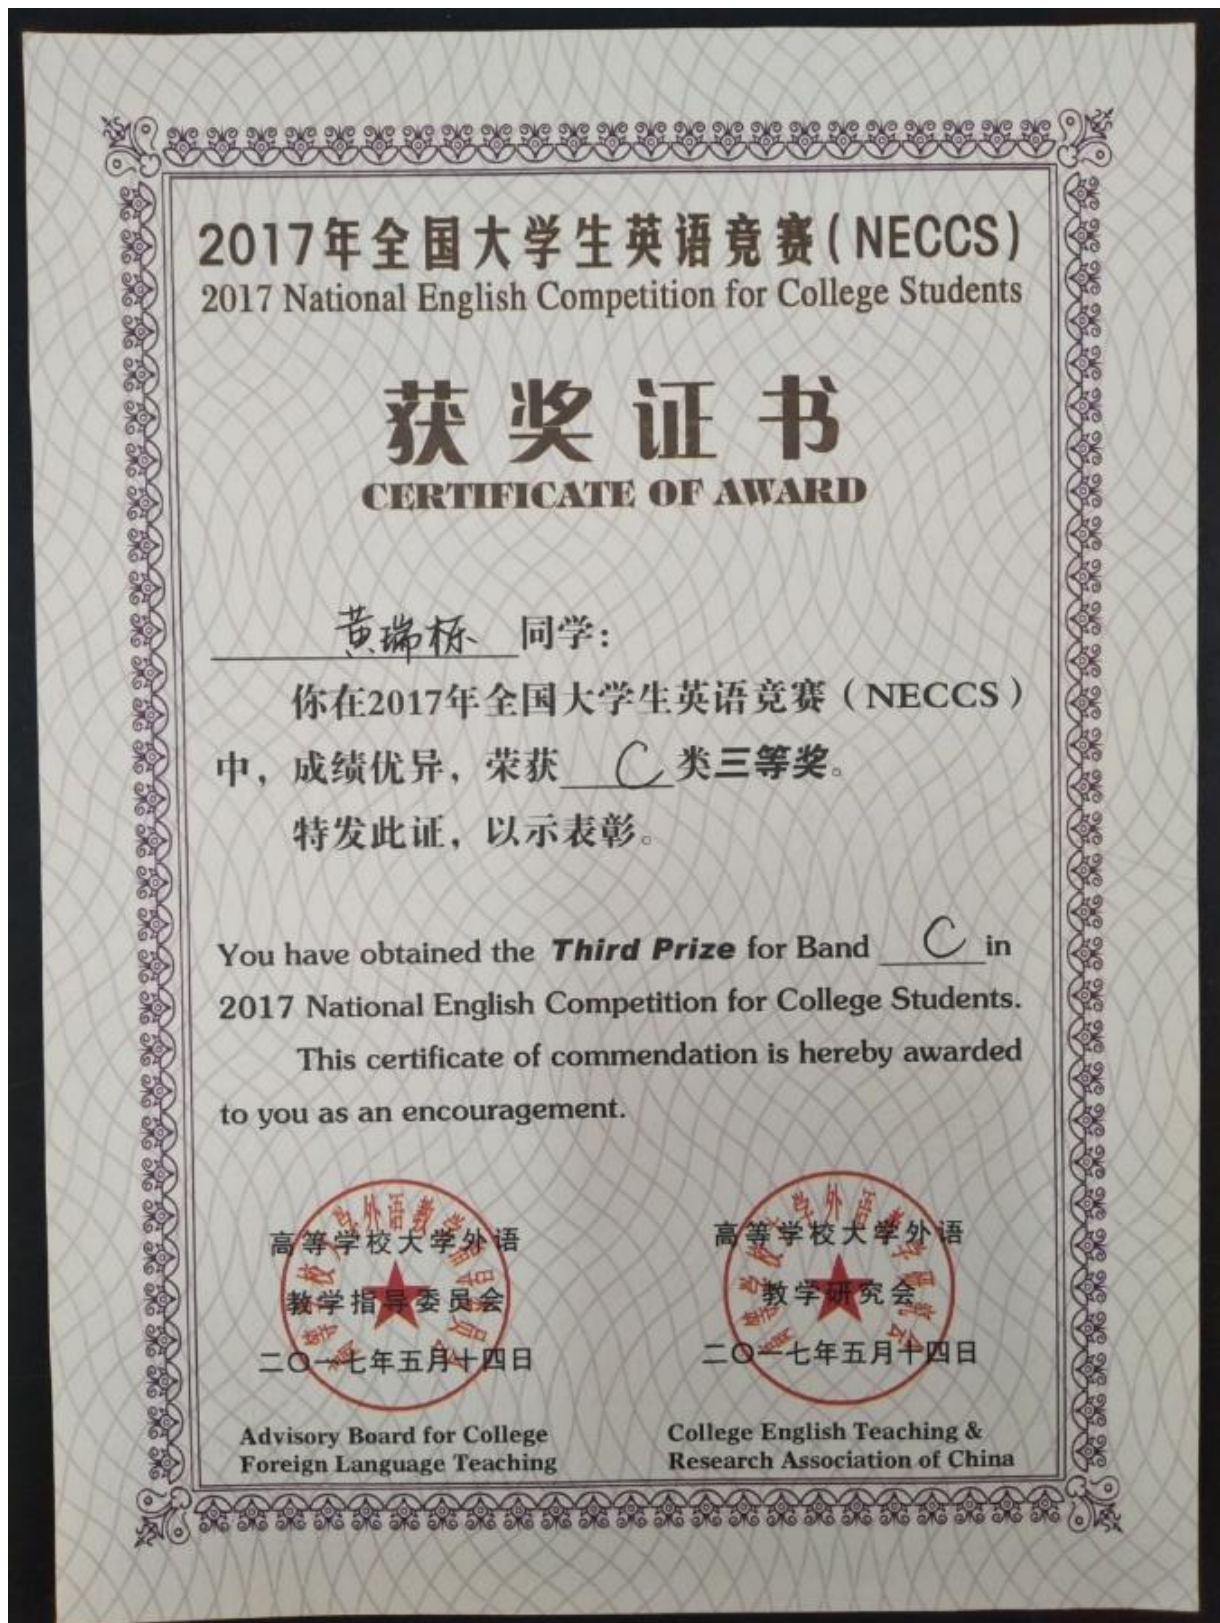 2017年全国大学生英语竞赛(NECCS)
2017 National English Competition for College Students
获奖证书
CERTIFICATE OF AWARD
黄瑞栎 同学:
你在2017年全国大学生英语竞赛（NECCS）
中，成绩优异，荣获 C 类三等奖。
特发此证，以示表彰。
You have obtained the Third Prize for Band C in
2017 National English Competition for College Students.
This certificate of commendation is hereby awarded
to you as an encouragement.
高等学校大学外语
教学指导委员会
二〇一七年五月十四日
Advisory Board for College
Foreign Language Teaching
高等学校大学外语
教学研究会
二〇一七年五月十四日
College English Teaching &
Research Association of China